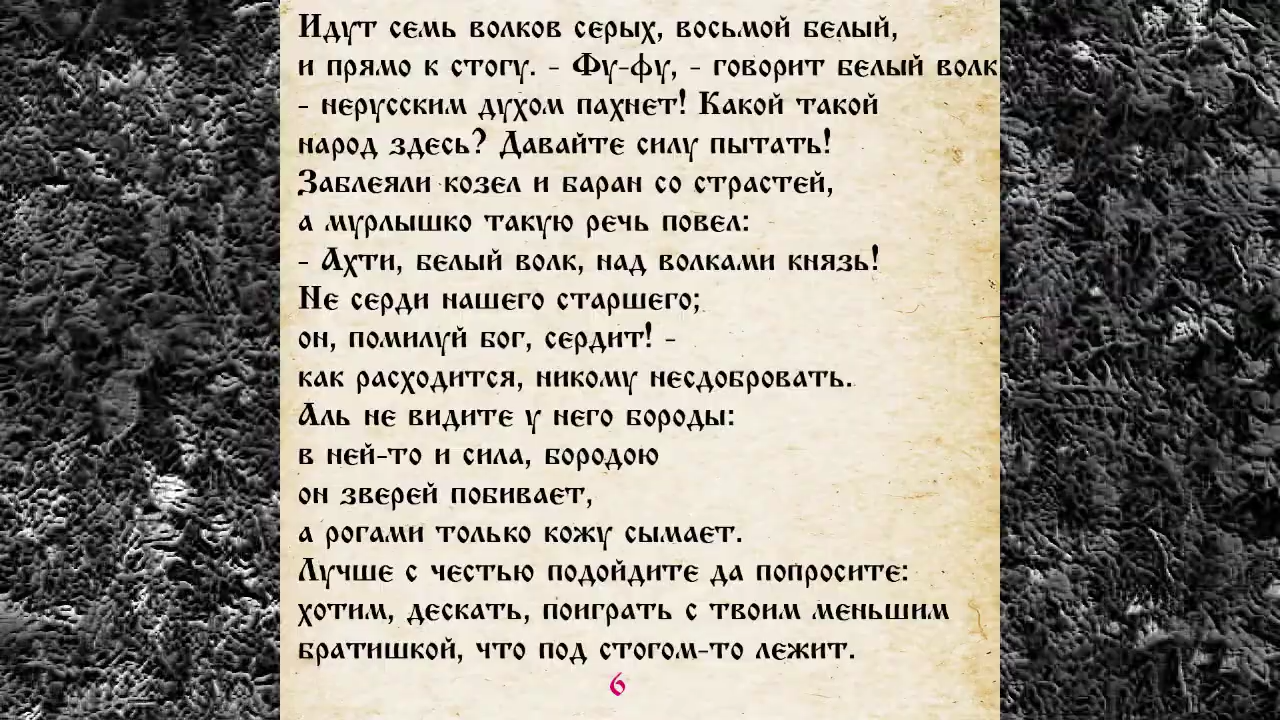 Идут семь волков серых, восьмой белый,
и прямо к стогу. - Фу-фу, - говорит белый волк
- нерусским духом пахнет! Какой такой
народ здесь? Давайте силу пытать!
Заблеяли козел и баран со страстей,
а мурлышко такую речь повел:
- Ахти, белый волк, над волками князь!
Не серди нашего старшего;
он, помилуй бог, сердит! -
как расходится, никому несдобровать.
Аль не видите у него бороды:
в ней-то и сила, бородою
он зверей побивает,
а рогами только кожу сымает.
Лучше с честью подойдите да попросите:
хотим, дескать, поиграть с твоим меньшим
братишкой, что под стогом-то лежит.
6